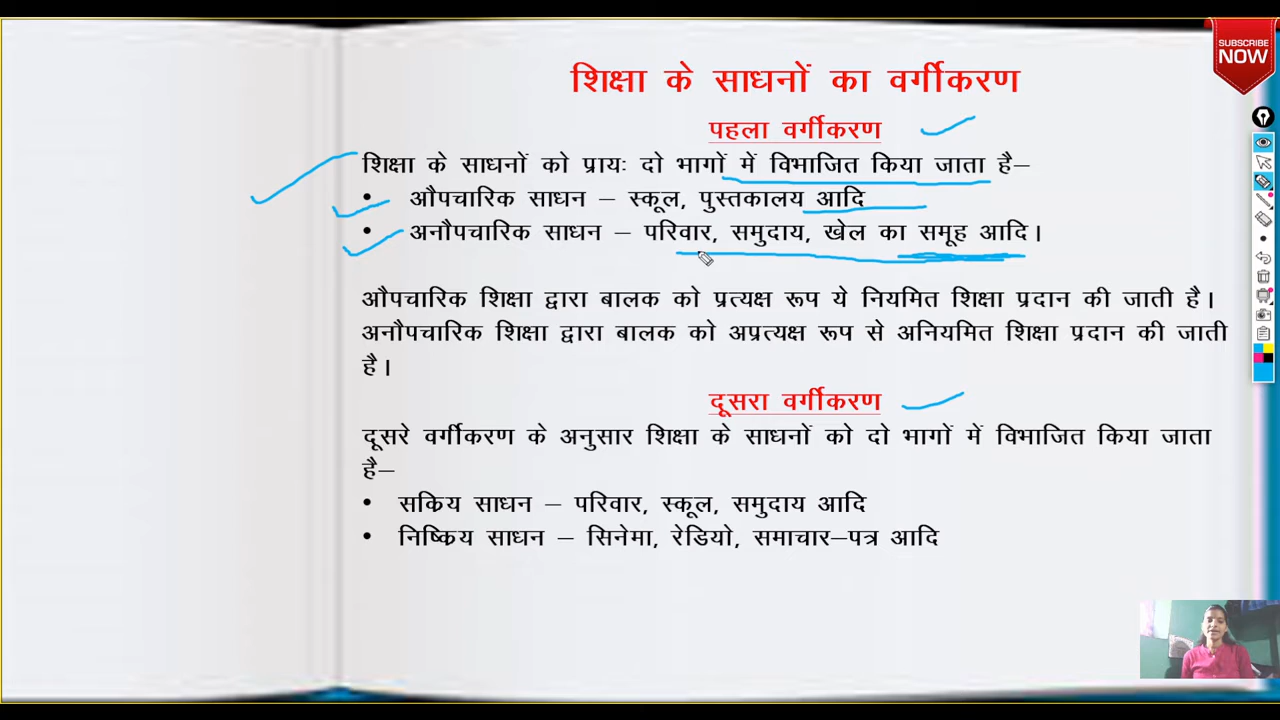 SUBSCRIBE
NOW
शिक्षा के साधनों का वर्गीकरण
पहला वर्गीकरण
शिक्षा के साधनों को प्रायः दो भागों में विभाजित किया जाता है–
• औपचारिक साधन – स्कूल, पुस्तकालय आदि
• अनौपचारिक साधन – परिवार, समुदाय, खेल का समूह आदि।
औपचारिक शिक्षा द्वारा बालक को प्रत्यक्ष रूप ये नियमित शिक्षा प्रदान की जाती है।
अनौपचारिक शिक्षा द्वारा बालक को अप्रत्यक्ष रूप से अनियमित शिक्षा प्रदान की जाती
है।
दूसरा वर्गीकरण
दूसरे वर्गीकरण के अनुसार शिक्षा के साधनों को दो भागों में विभाजित किया जाता
है–
• सकिय साधन – परिवार, स्कूल, समुदाय आदि
• निष्किय साधन – सिनेमा, रेडियो, समाचार–पत्र आदि